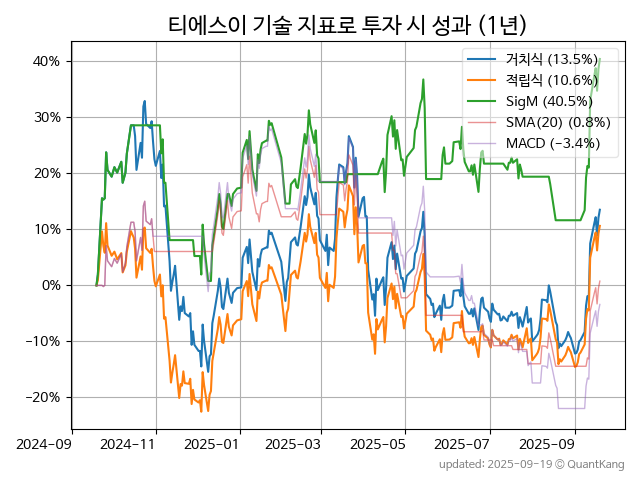 티에스이 기술 지표로 투자 시 성과 (1년)
40%
30%
20%
10%
0%
−10%
−20%
거치식 (13.5%)
적립식 (10.6%)
SigM (40.5%)
SMA(20) (0.8%)
MACD (−3.4%)
2024-09 2024-11 2025-01 2025-03 2025-05 2025-07 2025-09
updated: 2025-09-19 © QuantKang